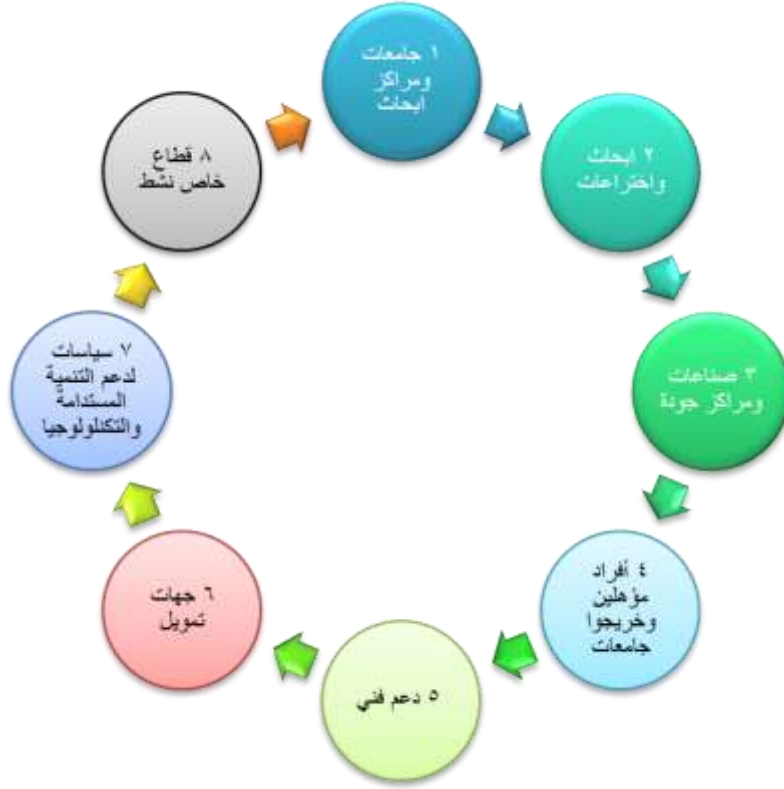 ١ جامعات
ومراكز
ابحاث
٢ ابحاث
واختراعات
٣ صناعات
ومراكز جودة
٤ أفراد
مؤهلين
وخريجوا
جامعات
٥ دعم فني
٦ جهات
تمويل
٧ سياسات
لدعم التنمية
المستدامة
والتكنلولوجيا
٨ قطاع
خاص نشط